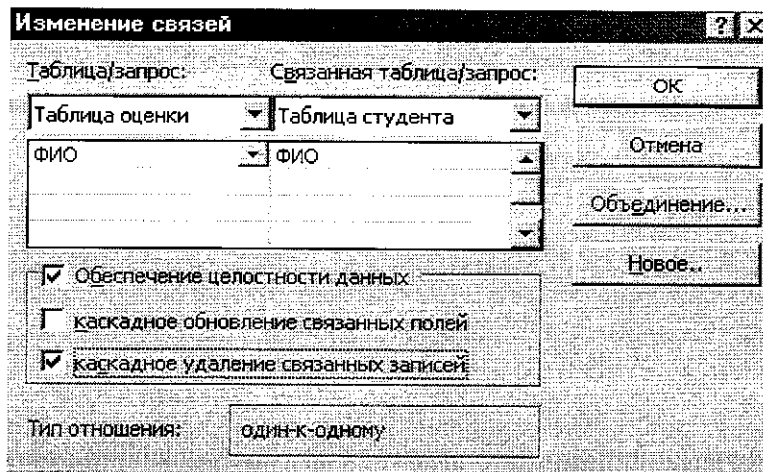 Изменение связей
? ×
Таблица/запрос: Связанная таблица/запрос:
Таблица оценки Таблица студента
ФИО ФИО
Обеспечение целостности данных
каскадное обновление связанных полей
каскадное удаление связанных записей
Тип отношения: один-к-одному
ОК
Отмена
Объединение...
Новое..